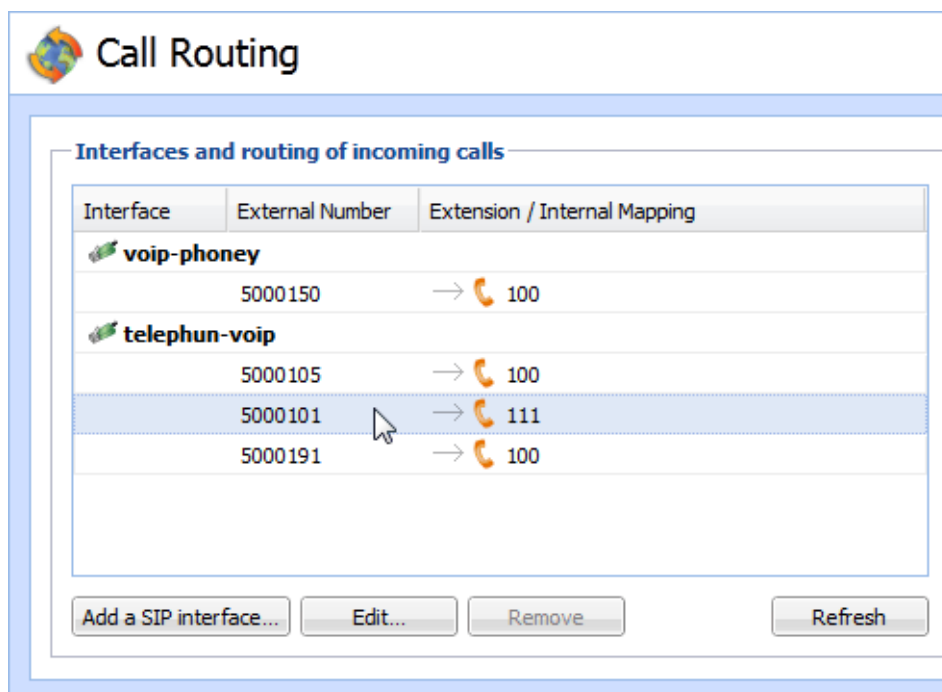 Call Routing
Interfaces and routing of incoming calls
Interface External Number Extension / Internal Mapping
voip-phoney
5000150 → 100
telephun-voip
5000105 → 100
5000101 → 111
5000191 → 100
Add a SIP interface... Edit... Remove Refresh